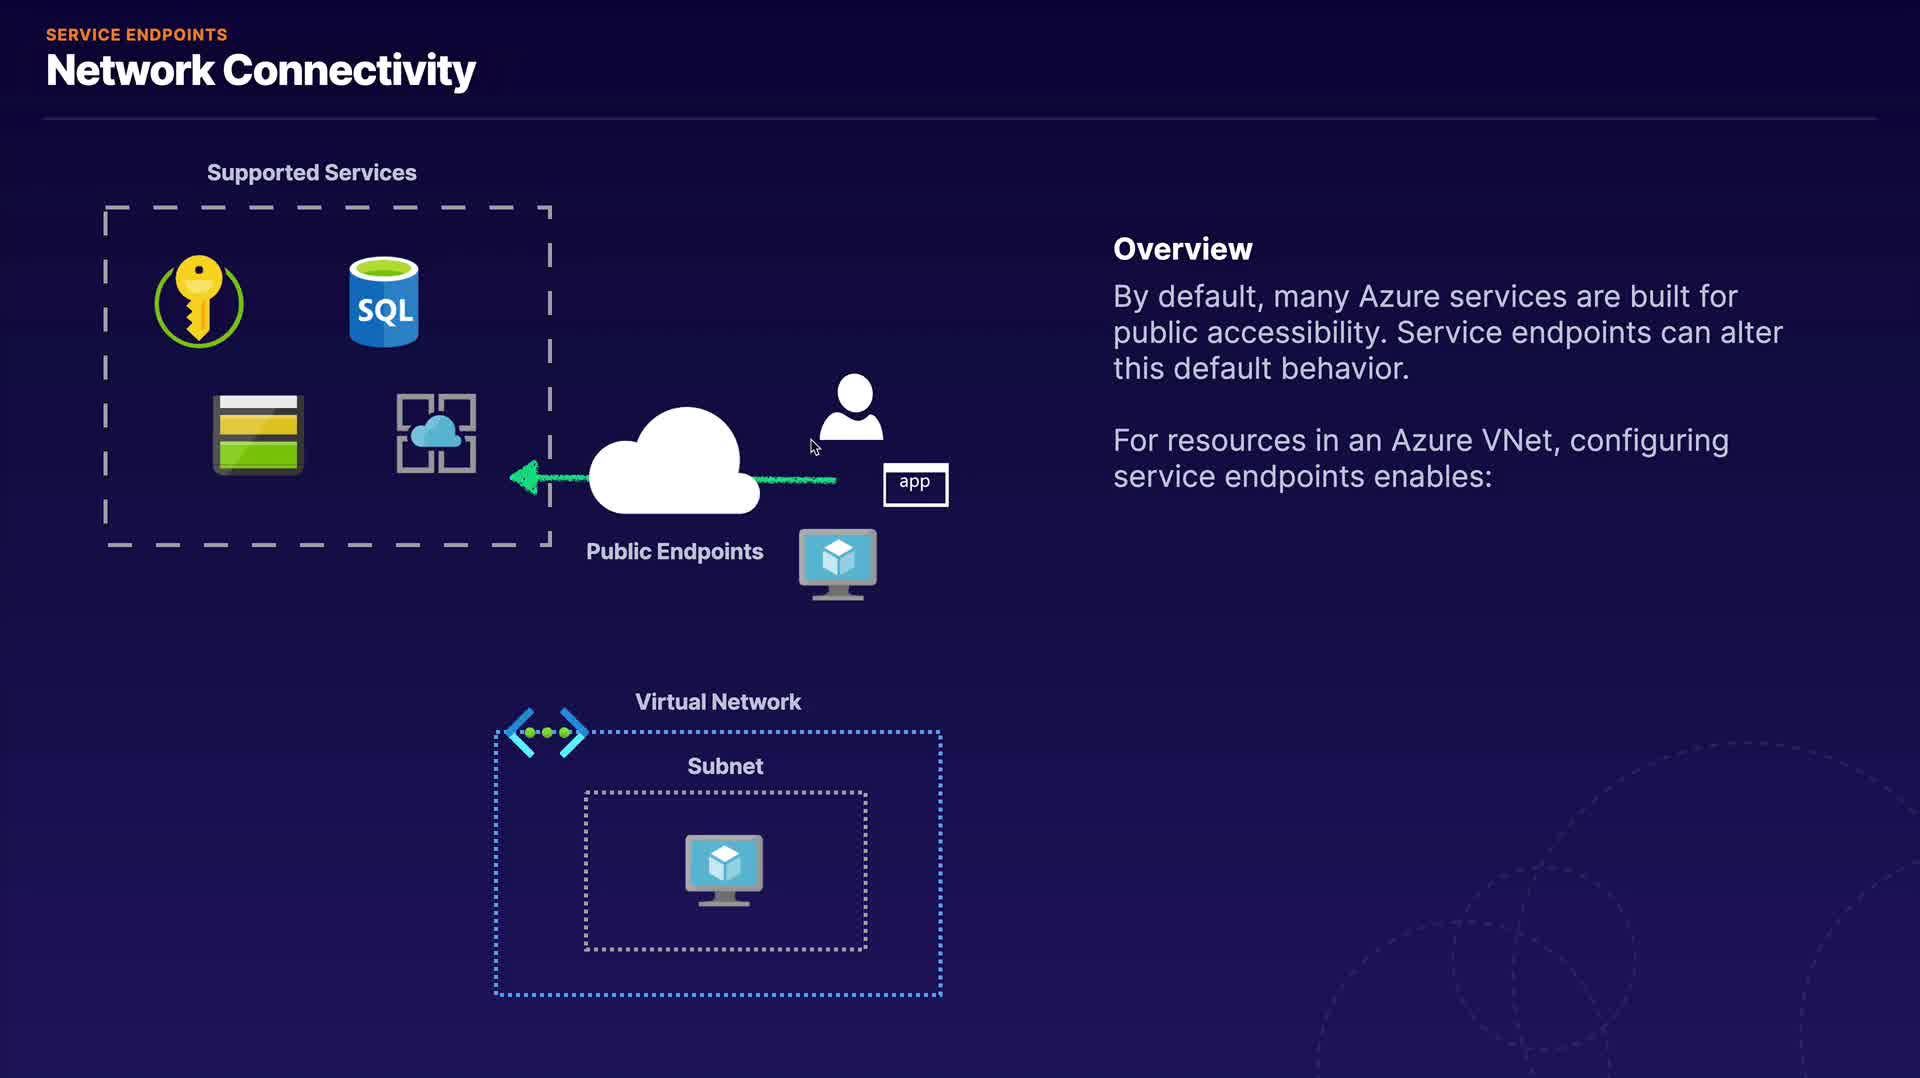 SERVICE ENDPOINTS
Network Connectivity
Supported Services
SQL
app
Public Endpoints
Virtual Network
Subnet
Overview
By default, many Azure services are built for
public accessibility. Service endpoints can alter
this default behavior.
For resources in an Azure VNet, configuring
service endpoints enables: